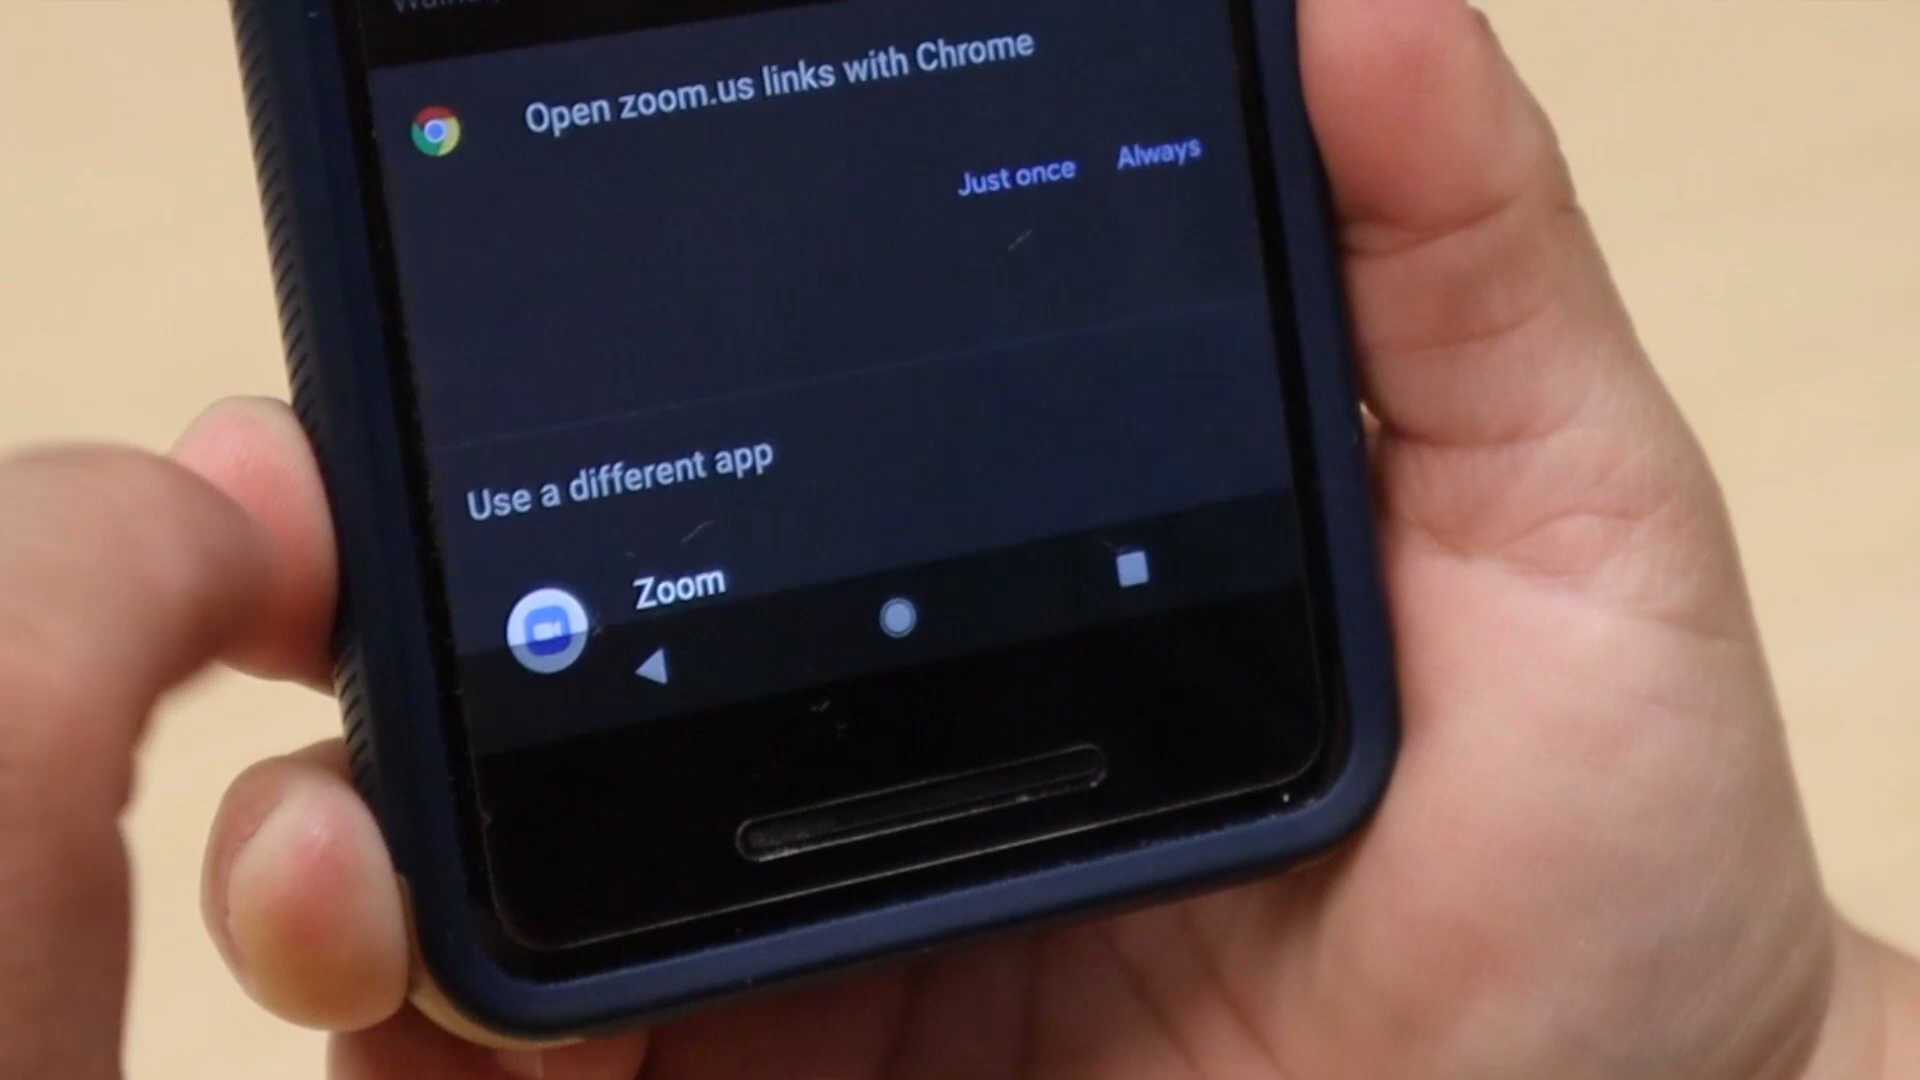 Open zoom.us links with Chrome
Just once Always
Use a different app
Zoom